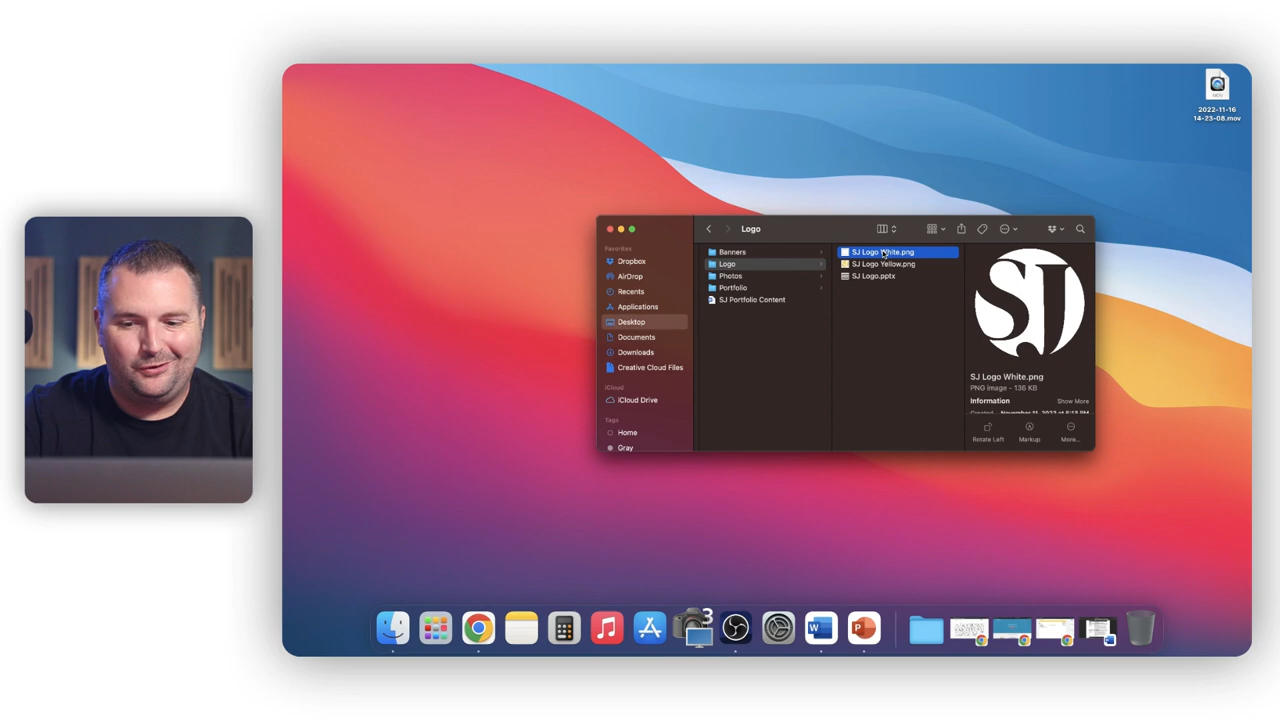 2022-11-16
14-23-08.mov
Logo
Favorites
Dropbox
AirDrop
Recents
Applications
Desktop
Documents
Downloads
Creative Cloud Files
iCloud
iCloud Drive
Tags
Home
Gray
Banners
Logo
Photos
Portfolio
SJ Portfolio Content
SJ Logo White.png
SJ Logo Yellow.png
SJ Logo.pptx
SJ
SJ Logo White.png
PNG image - 136 KB
Information
Show More
Rotate Left
Markup
More...
3
W
P